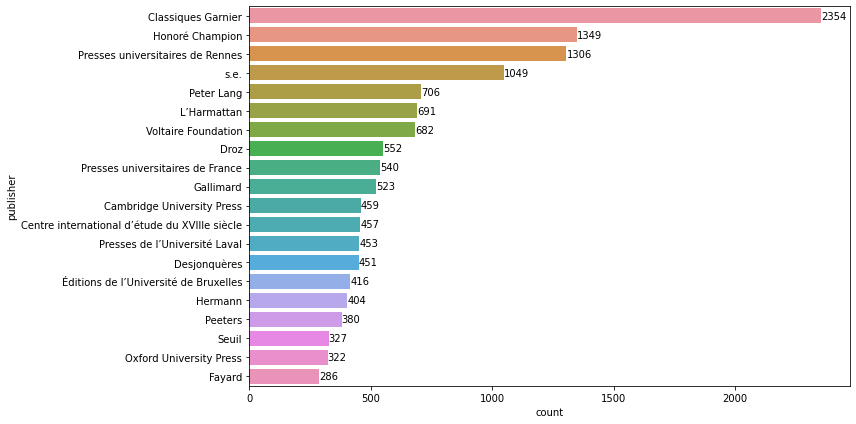 Classiques Garnier 2354
Honoré Champion 1349
Presses universitaires de Rennes 1306
s.e. 1049
Peter Lang 706
L’Harmattan 691
Voltaire Foundation 682
Droz 552
Presses universitaires de France 540
Gallimard 523
Cambridge University Press 459
Centre international d’étude du XVIIIe siècle 457
Presses de l’Université Laval 453
Desjonquères 451
Éditions de l’Université de Bruxelles 416
Hermann 404
Peeters 380
Seuil 327
Oxford University Press 322
Fayard 286
publisher
0 500 1000 1500 2000
count